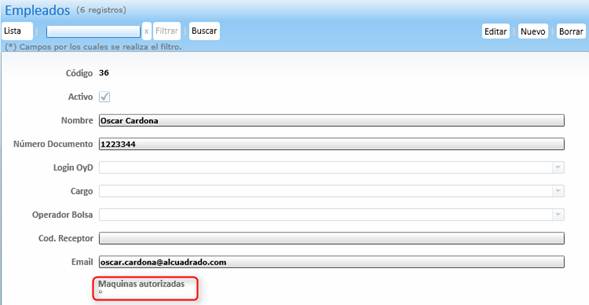 Empleados (6 registros)
Lista x Filtrar Buscar Editar Nuevo Borrar
(*) Campos por los cuales se realiza el filtro.
Código 36
Activo
Nombre Oscar Cardona
Número Documento 1223344
Login OyD
Cargo
Operador Bolsa
Cod. Receptor
Email oscar.cardona@alcuadrado.com
Maquinas autorizadas
»